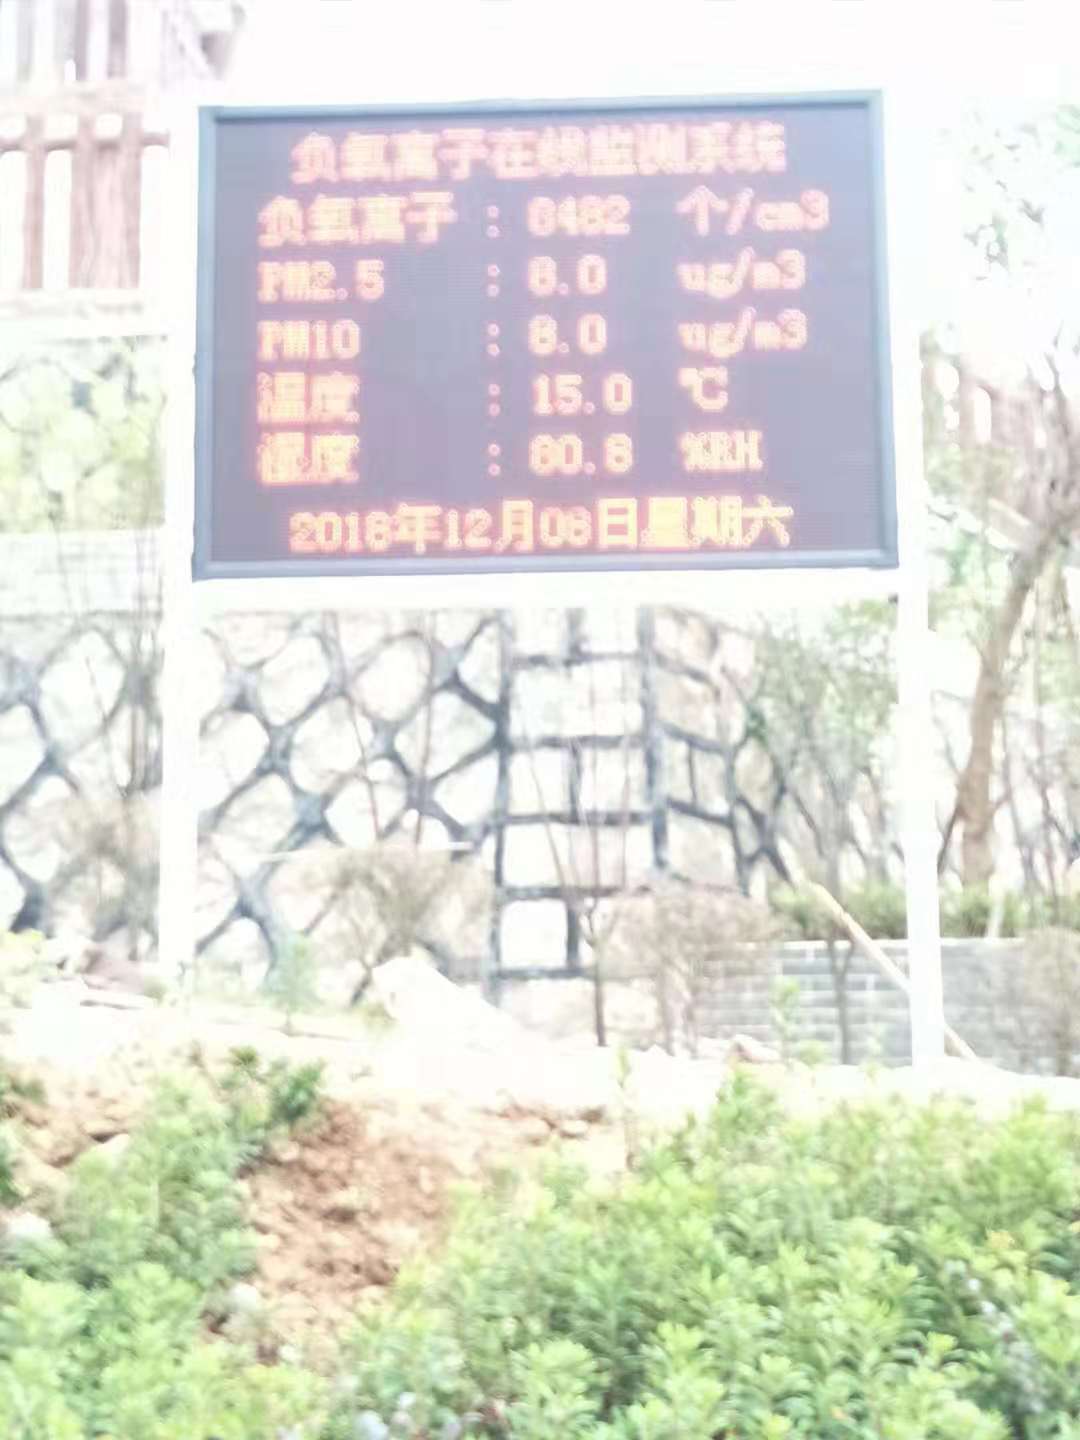 负氧离子在线监测系统
负氧离子 : 6482 个/cm3
PM2.5 : 8.0 ug/m3
PM10 : 8.0 ug/m3
温度 : 15.0 ℃
湿度 : 60.8 %RH
2018年12月08日星期六